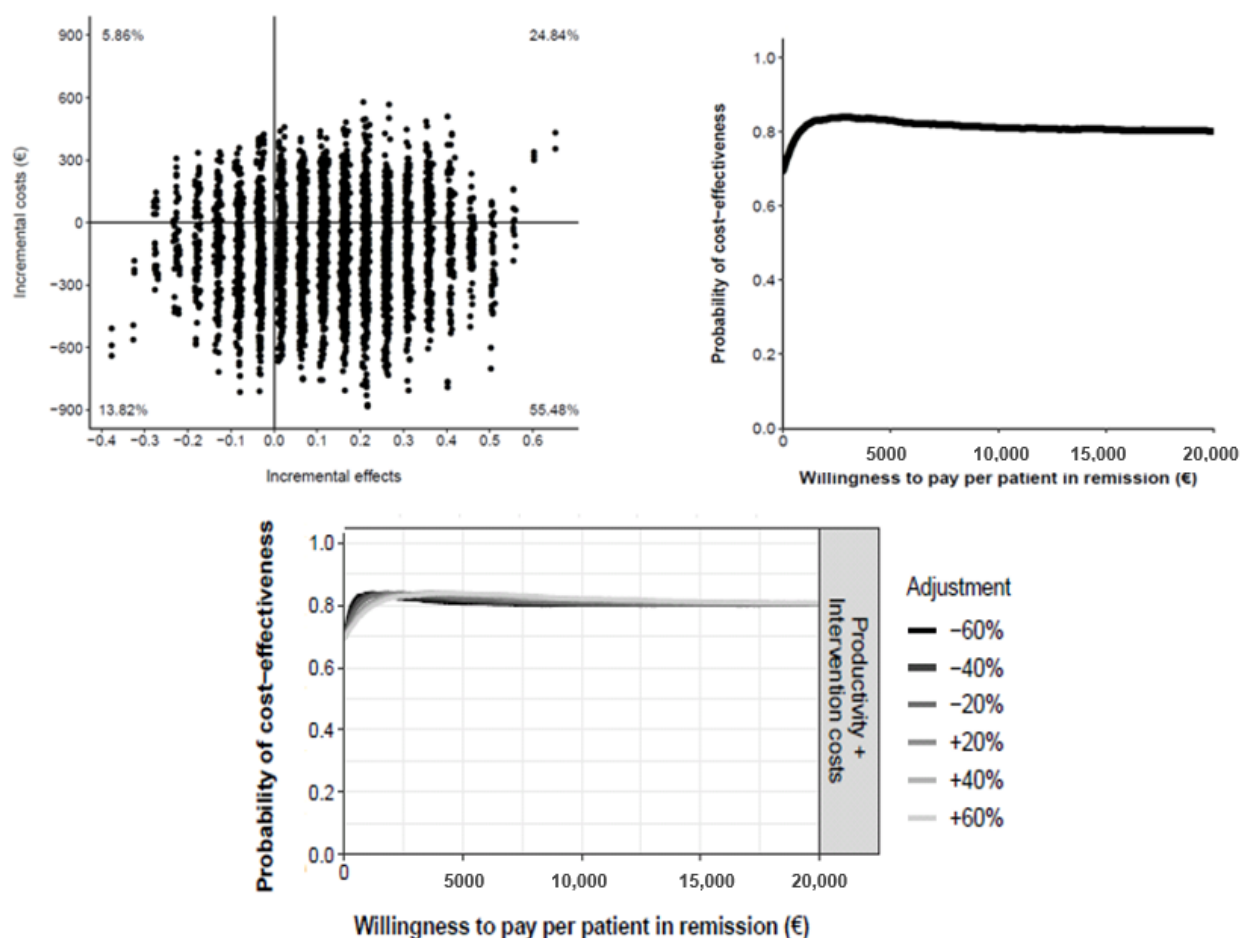 900
5.86%
24.84%
600
300
0
−300
−600
−900
13.82%
55.48%
−0.4 −0.3 −0.2 −0.1 0.0 0.1 0.2 0.3 0.4 0.5 0.6
Incremental costs (€)
Incremental effects
1.0
0.8
0.6
0.4
0.2
0.0
0 5000 10,000 15,000 20,000
Probability of cost−effectiveness
Willingness to pay per patient in remission (€)
1.0
0.8
0.6
0.4
0.2
0.0
0 5000 10,000 15,000 20,000
Probability of cost−effectiveness
Willingness to pay per patient in remission (€)
Productivity +
Intervention costs
Adjustment
−60%
−40%
−20%
+20%
+40%
+60%